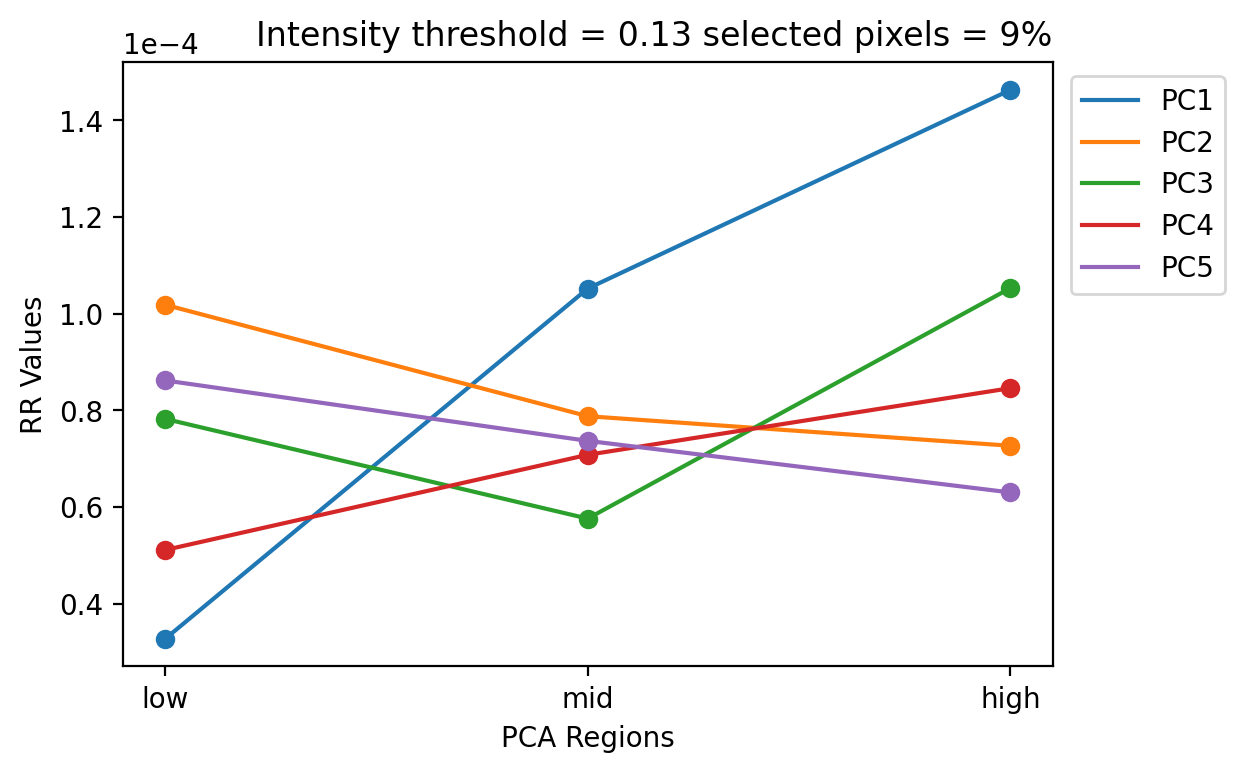 Intensity threshold = 0.13 selected pixels = 9%
1e−4
1.4
1.2
1.0
0.8
0.6
0.4
RR Values
low mid high
PCA Regions
PC1
PC2
PC3
PC4
PC5